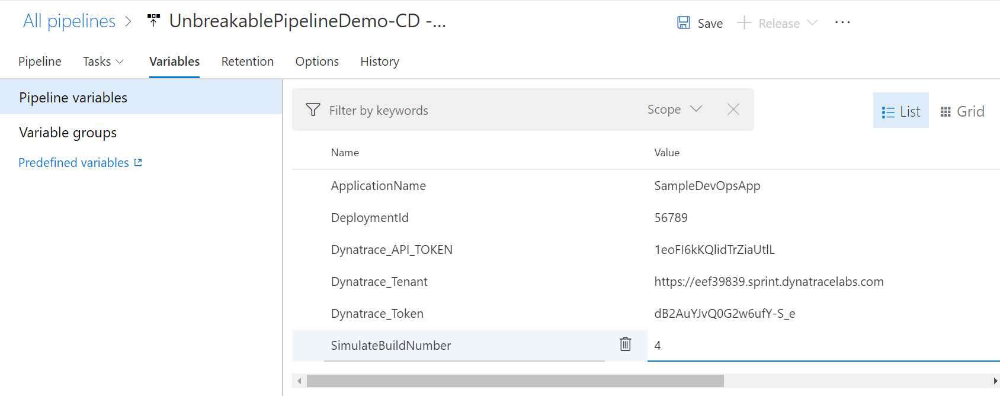 All pipelines > UnbreakablePipelineDemo-CD -...
Save Release ...
Pipeline Tasks Variables Retention Options History
Pipeline variables
Variable groups
Predefined variables
Filter by keywords Scope
List Grid
Name Value
ApplicationName SampleDevOpsApp
DeploymentId 56789
Dynatrace_API_TOKEN 1eoFI6kKQlidTrZiaUtlL
Dynatrace_Tenant https://eef39839.sprint.dynatracelabs.com
Dynatrace_Token dB2AuYJvQ0G2w6ufY-S_e
SimulateBuildNumber 4